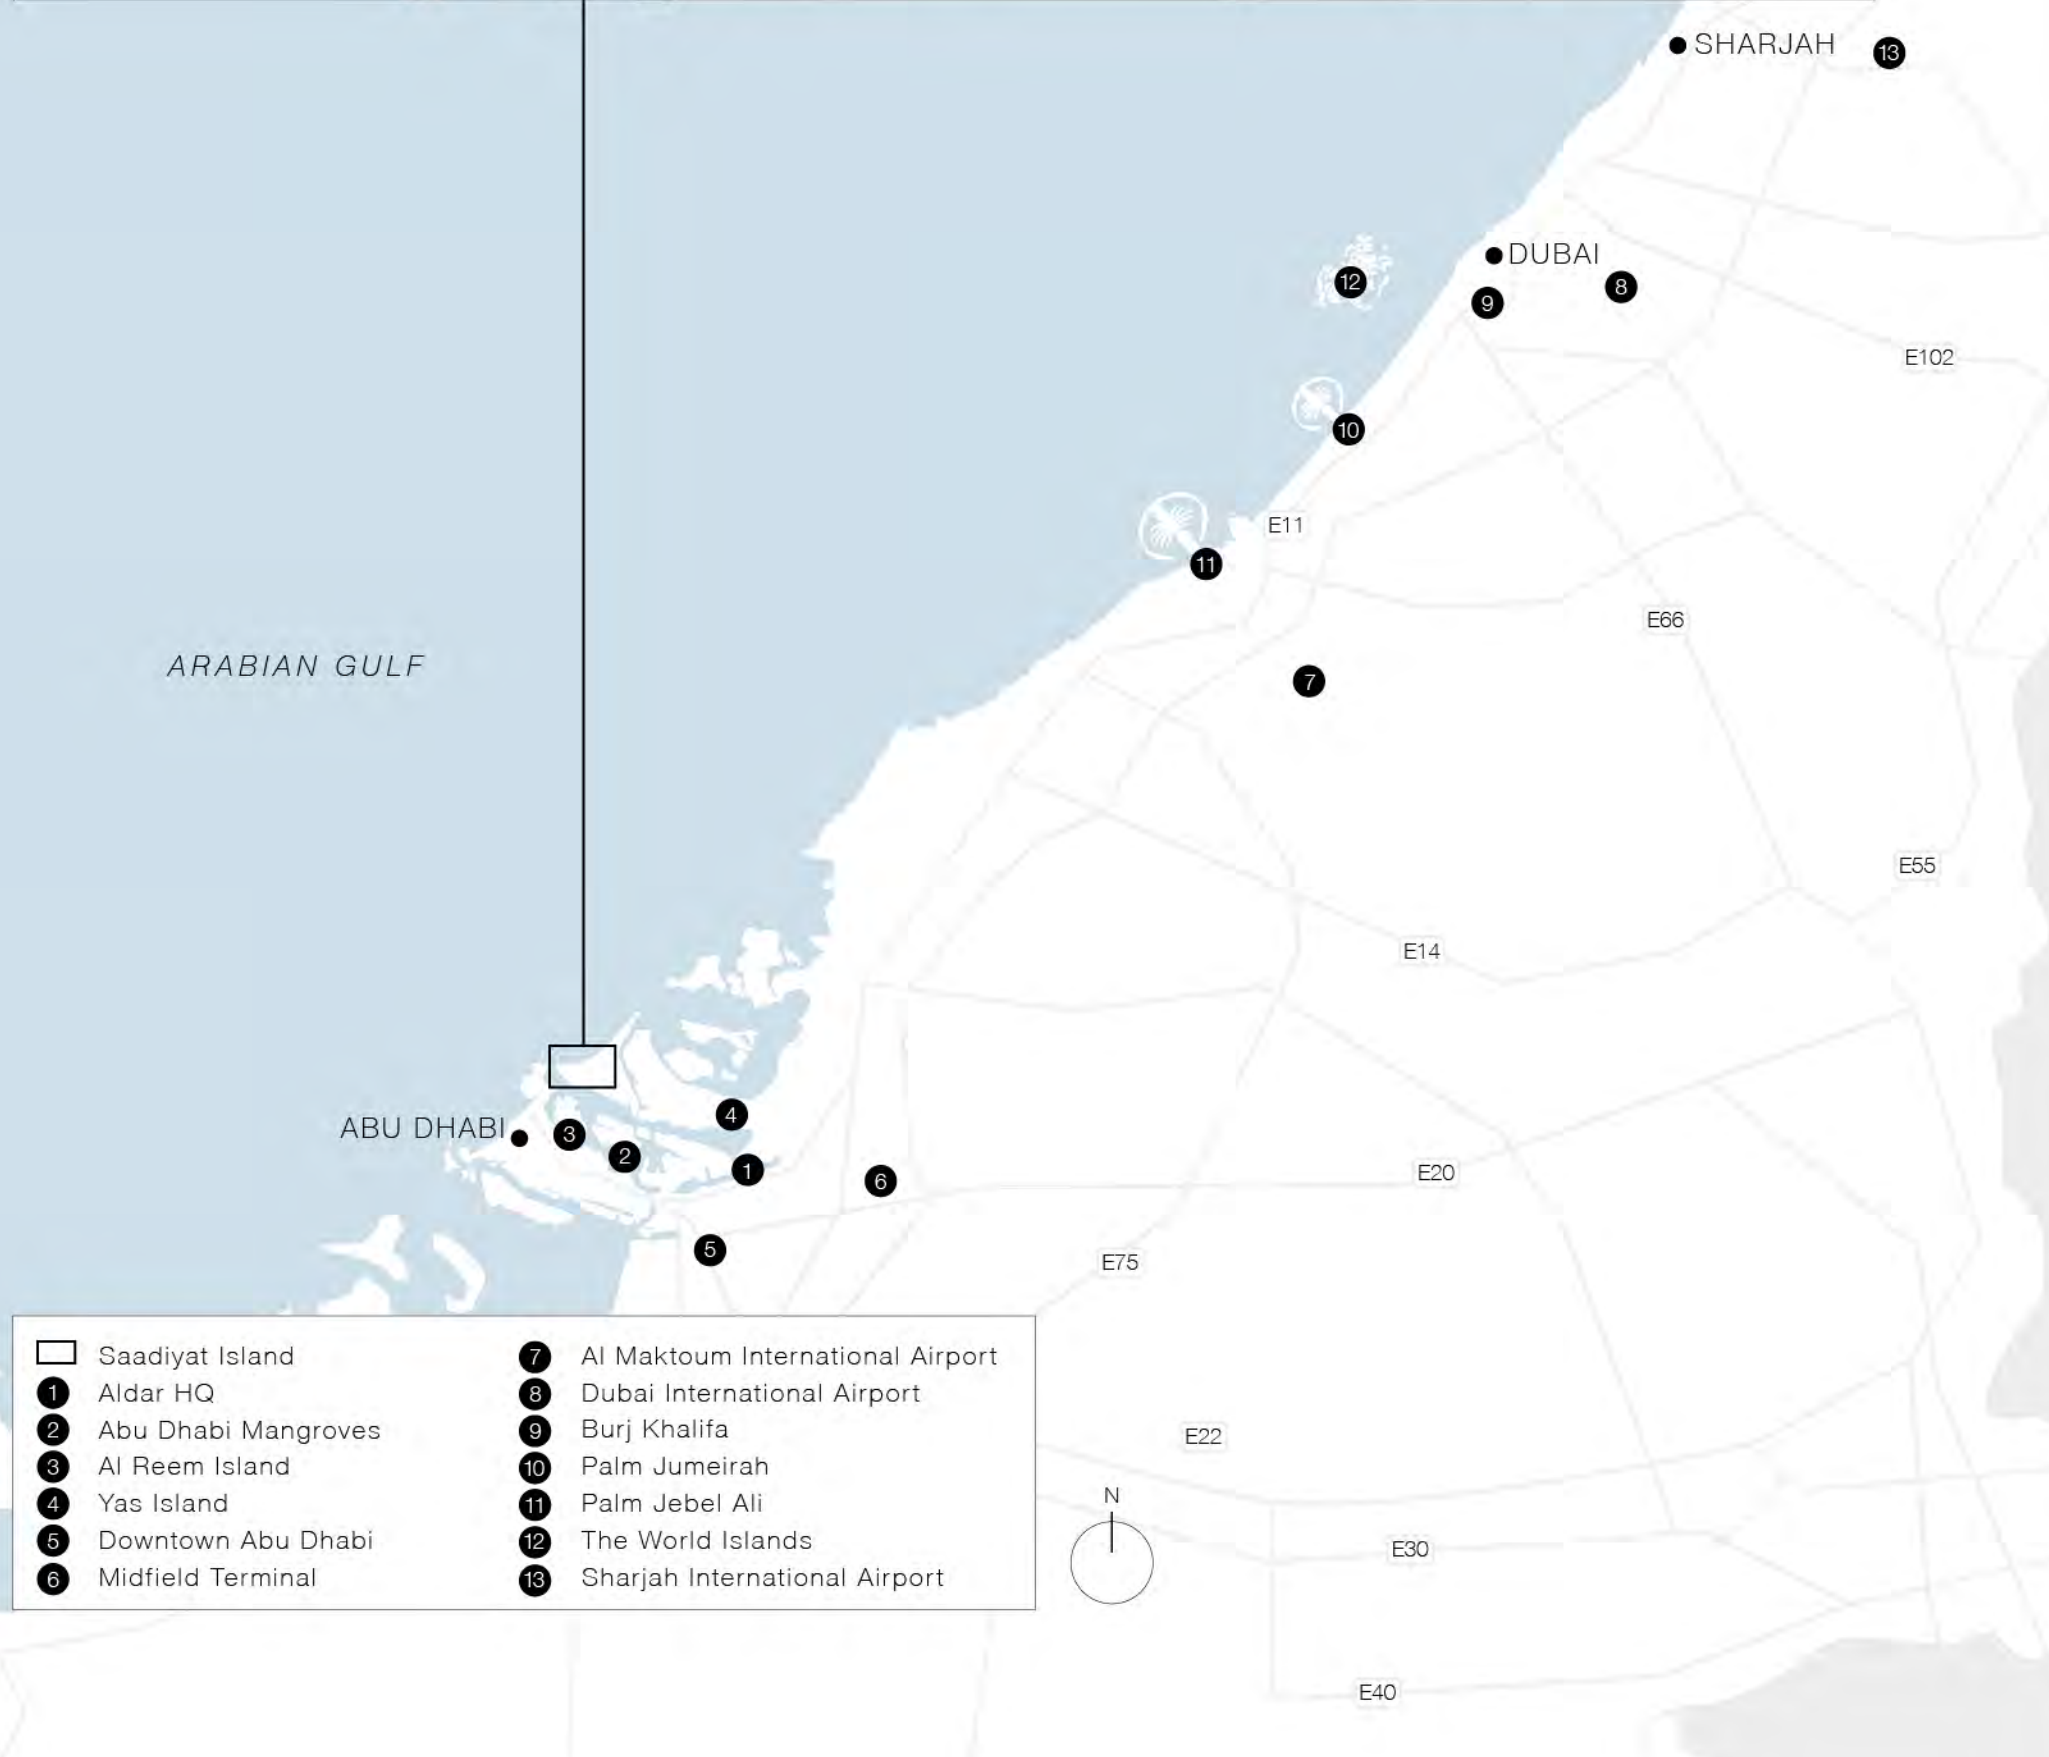 SHARJAH
13
DUBAI
12
8
9
E102
10
E11
11
E66
ARABIAN GULF
7
E55
E14
4
ABU DHABI
3
2
1
6
E20
5
E75
Saadiyat Island
1 Aldar HQ
2 Abu Dhabi Mangroves
3 Al Reem Island
4 Yas Island
5 Downtown Abu Dhabi
6 Midfield Terminal
7 Al Maktoum International Airport
8 Dubai International Airport
9 Burj Khalifa
10 Palm Jumeirah
11 Palm Jebel Ali
12 The World Islands
13 Sharjah International Airport
E22
N
E30
E40